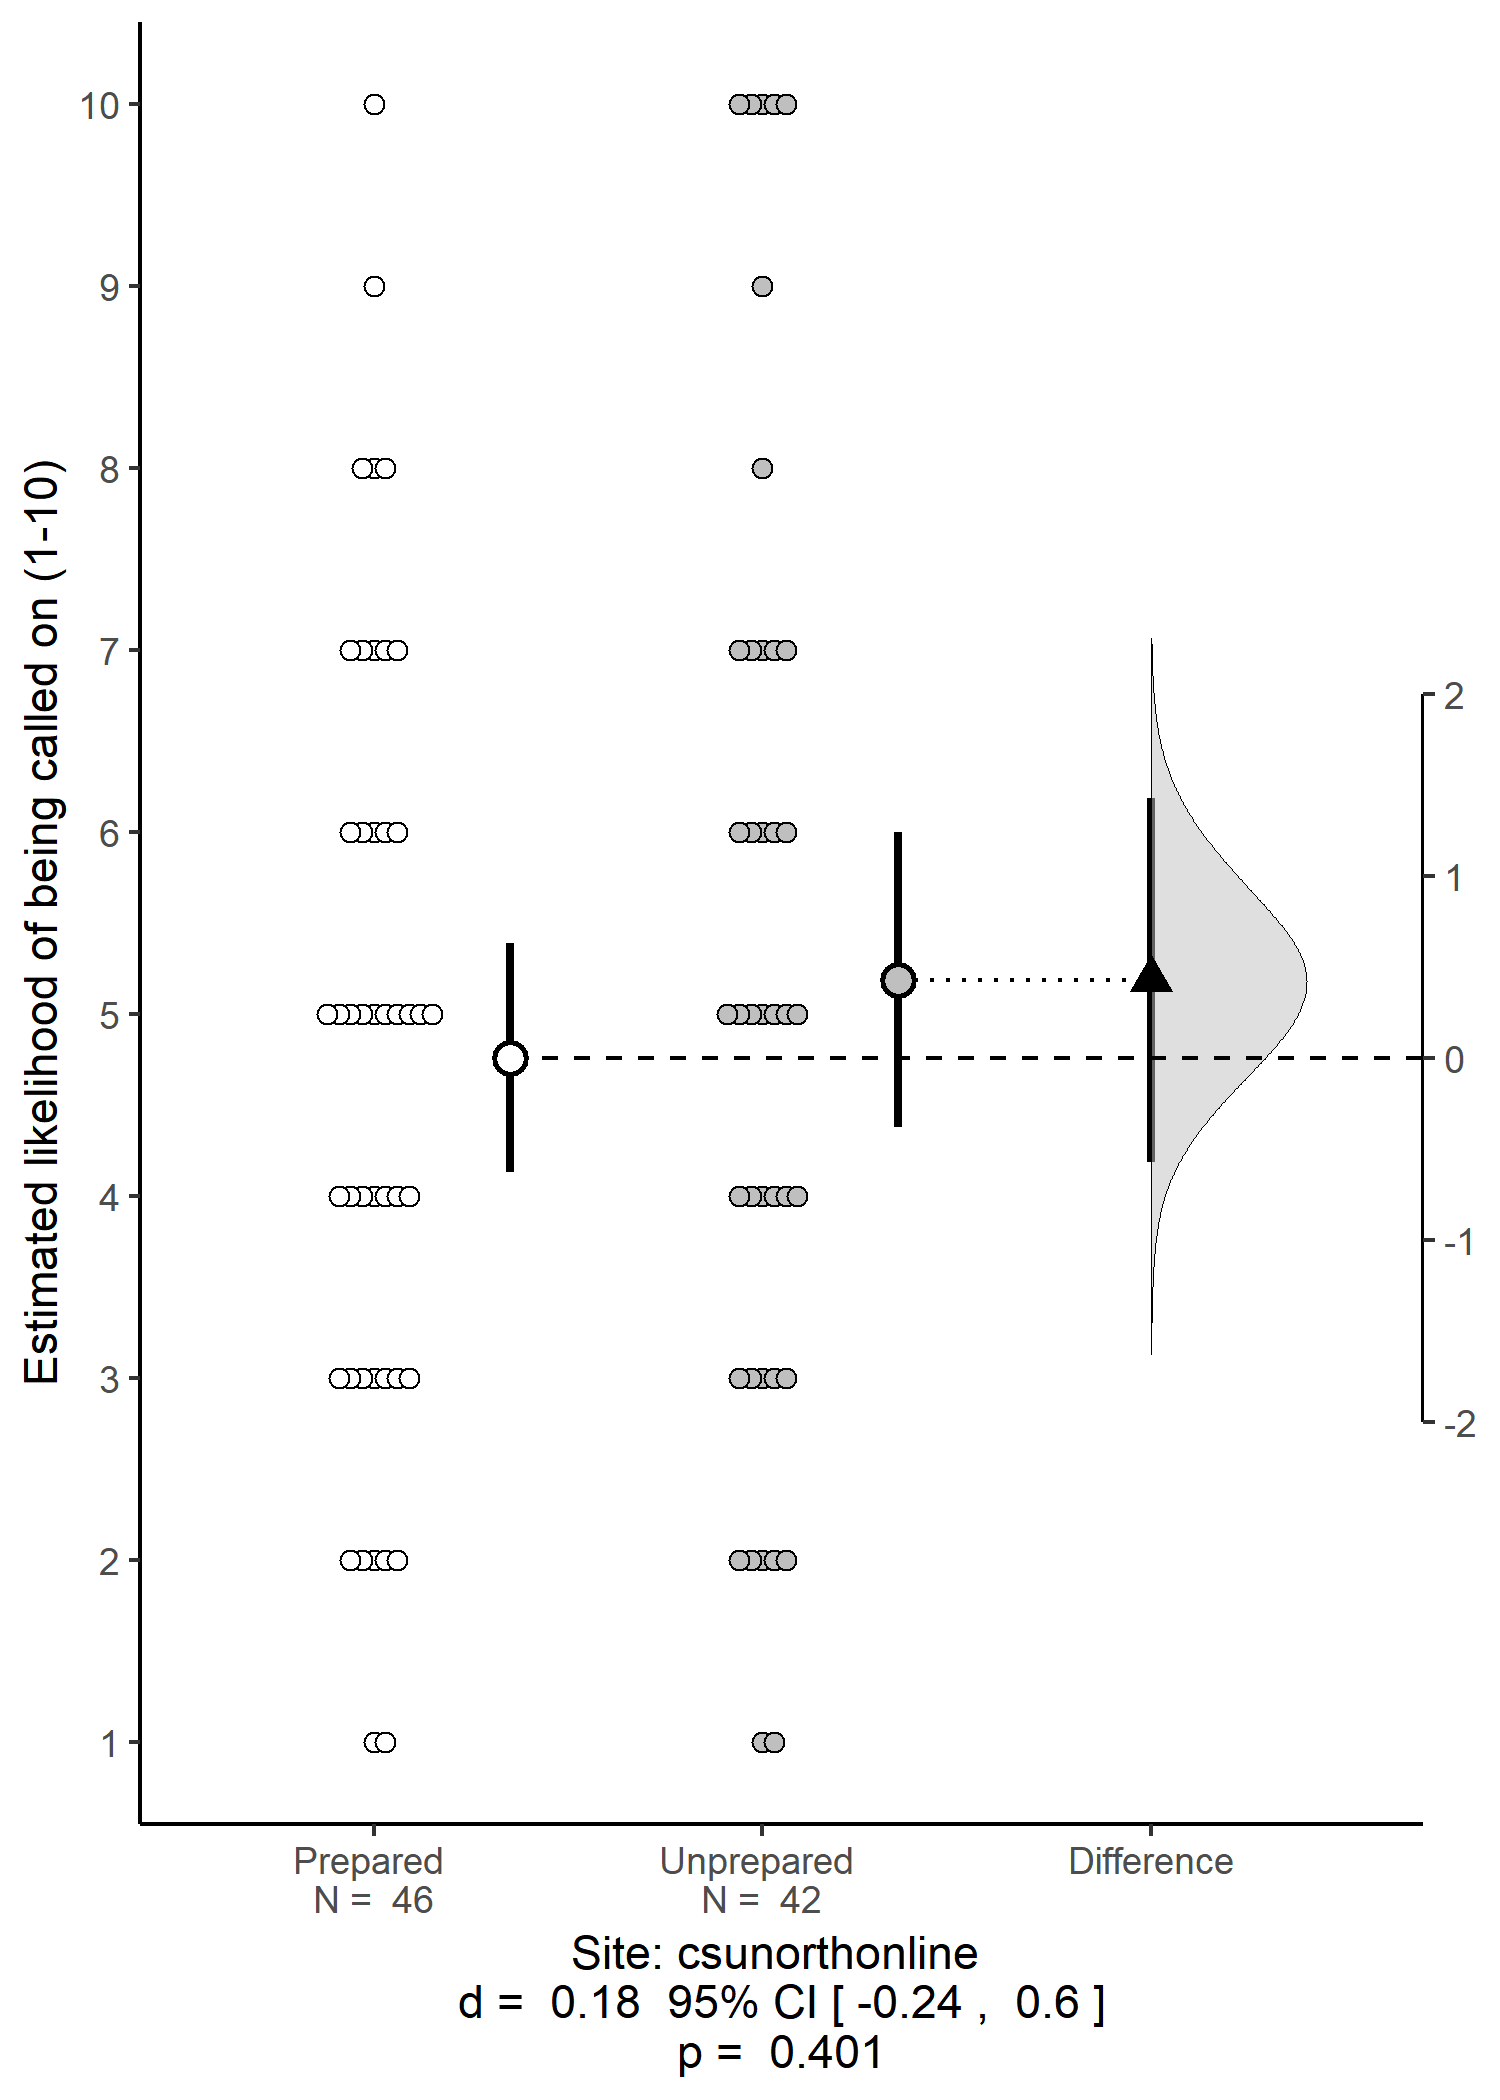 Estimated likelihood of being called on (1-10)
10
9
8
7
6
5
4
3
2
1
2
1
0
-1
-2
Prepared
N = 46
Unprepared
N = 42
Difference
Site: csunorthonline
d = 0.18 95% CI [ -0.24 , 0.6 ]
p = 0.401